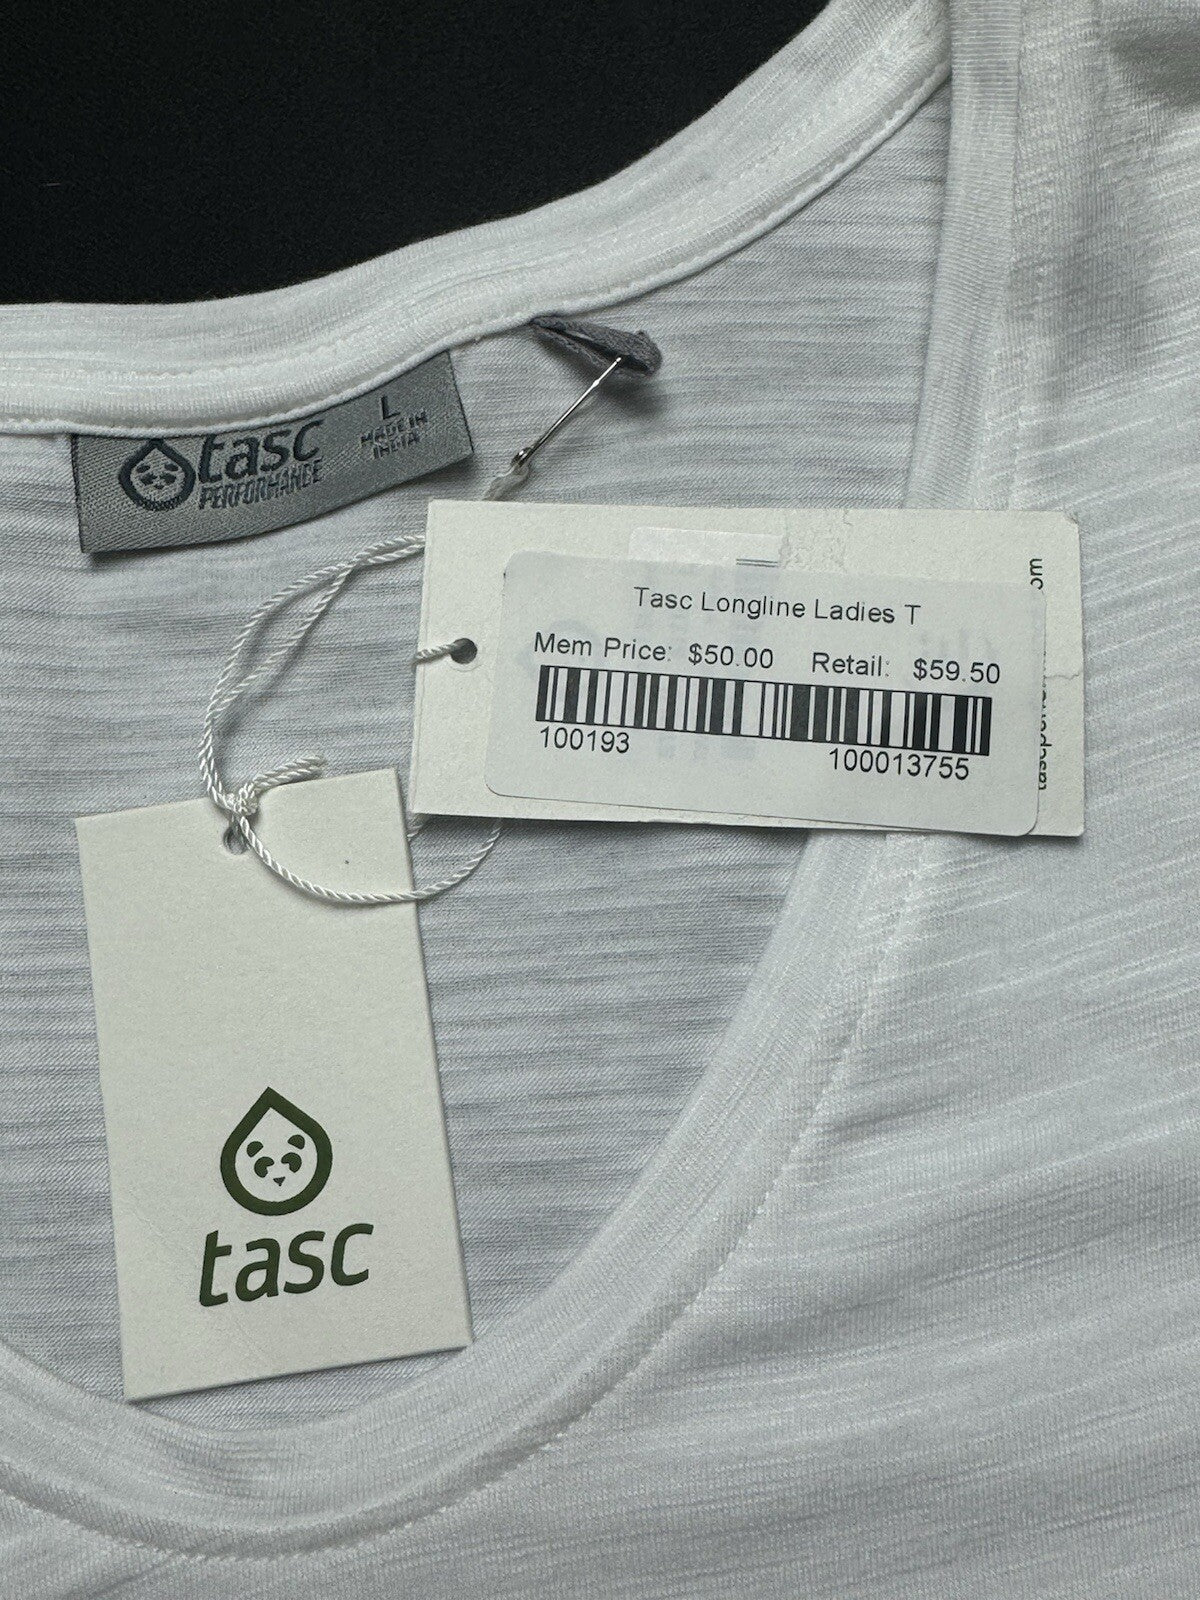 tasc
PERFORMANCE
L
MADE IN
INDIA
Tasc Longline Ladies T
Mem Price: $50.00 Retail: $59.50
100193 100013755
tasc